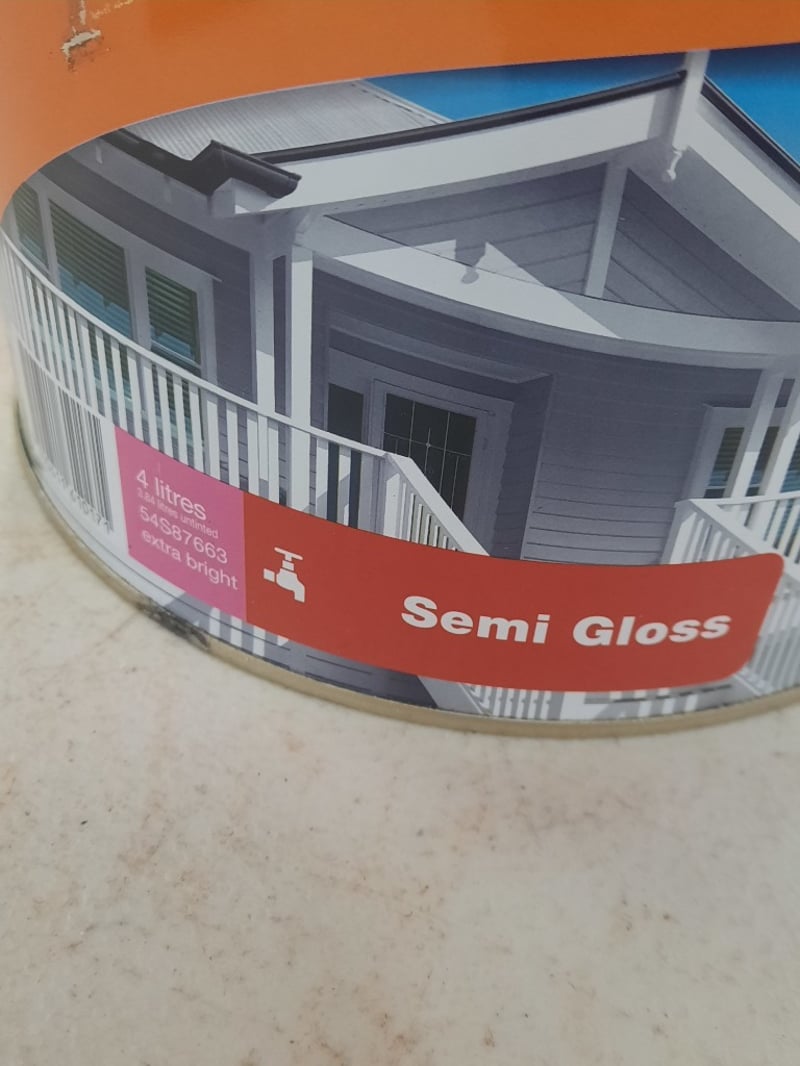 4 litres
3.84 litres untinted
54S87663
extra bright
Semi Gloss